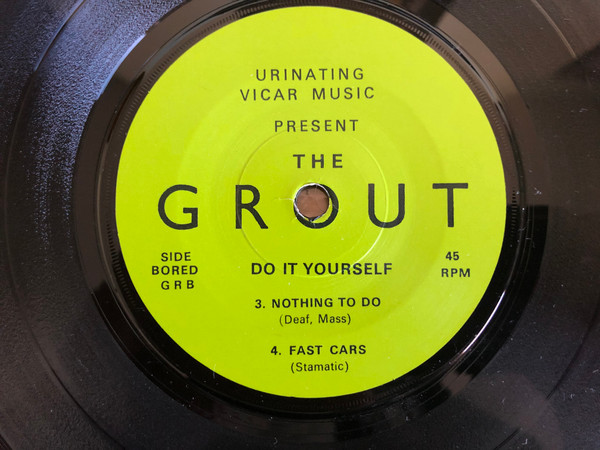 URINATING
VICAR MUSIC
PRESENT
THE
GROUT
SIDE
BORED
GRB
DO IT YOURSELF
45
RPM
3. NOTHING TO DO
(Deaf, Mass)
4. FAST CARS
(Stamatic)